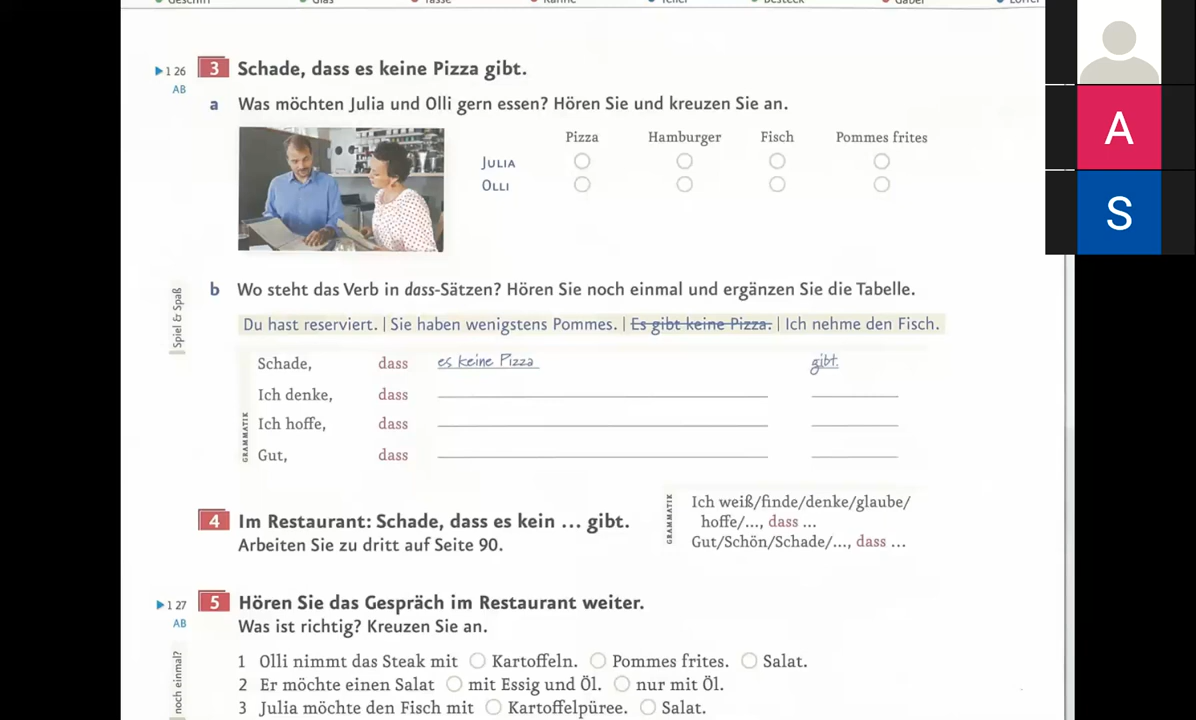 Geschirr Glas Tasse Kanne Teller Besteck Gabel Löffel
▶ 1 26 3 Schade, dass es keine Pizza gibt.
AB
a Was möchten Julia und Olli gern essen? Hören Sie und kreuzen Sie an.
Pizza Hamburger Fisch Pommes frites
JULIA
OLLI
b Wo steht das Verb in dass-Sätzen? Hören Sie noch einmal und ergänzen Sie die Tabelle.
Spiel & Spaß
Du hast reserviert. | Sie haben wenigstens Pommes. | Es gibt keine Pizza. | Ich nehme den Fisch.
Schade, dass es keine Pizza gibt.
Ich denke, dass
Ich hoffe, dass
Gut, dass
GRAMMATIK
4 Im Restaurant: Schade, dass es kein ... gibt.
Arbeiten Sie zu dritt auf Seite 90.
GRAMMATIK
Ich weiß/finde/denke/glaube/
hoffe/..., dass ...
Gut/Schön/Schade/..., dass ...
▶ 1 27 5 Hören Sie das Gespräch im Restaurant weiter.
AB
Was ist richtig? Kreuzen Sie an.
noch einmal?
1 Olli nimmt das Steak mit Kartoffeln. Pommes frites. Salat.
2 Er möchte einen Salat mit Essig und Öl. nur mit Öl.
3 Julia möchte den Fisch mit Kartoffelpüree. Salat.
A
S